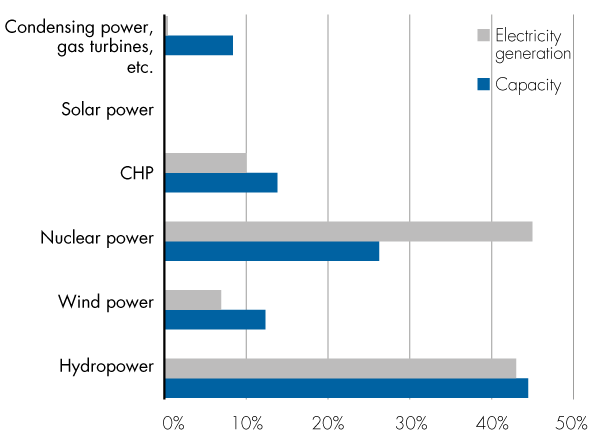 Condensing power,
gas turbines,
etc.
Electricity
generation
Capacity
Solar power
CHP
Nuclear power
Wind power
Hydropower
0%
10%
20%
30%
40%
50%